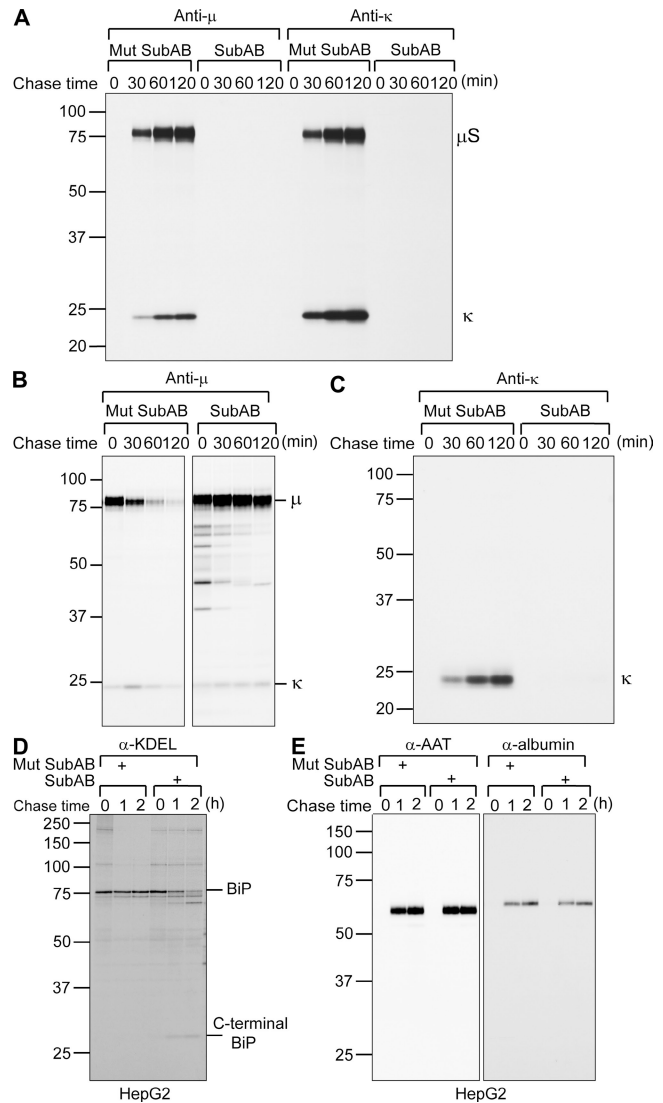 A
Anti-μ Anti-κ
Mut SubAB SubAB Mut SubAB SubAB
Chase time 0 30 60 120 0 30 60 120 0 30 60 120 0 30 60 120 (min)
100
75 μS
50
37
25 κ
20
B
Anti-μ
Mut SubAB SubAB
Chase time 0 30 60 120 0 30 60 120 (min)
100
75 μ
50
37
25 κ
C
Anti-κ
Mut SubAB SubAB
Chase time 0 30 60 120 0 30 60 120 (min)
100
75
50
37
25 κ
20
D
α-KDEL
Mut SubAB +
SubAB +
Chase time 0 1 2 0 1 2 (h)
250
150
100
75 BiP
50
37
C-terminal
BiP
25
HepG2
E
α-AAT α-albumin
Mut SubAB + +
SubAB + +
Chase time 0 1 2 0 1 2 0 1 2 0 1 2 (h)
150
100
75
50
37
25
HepG2